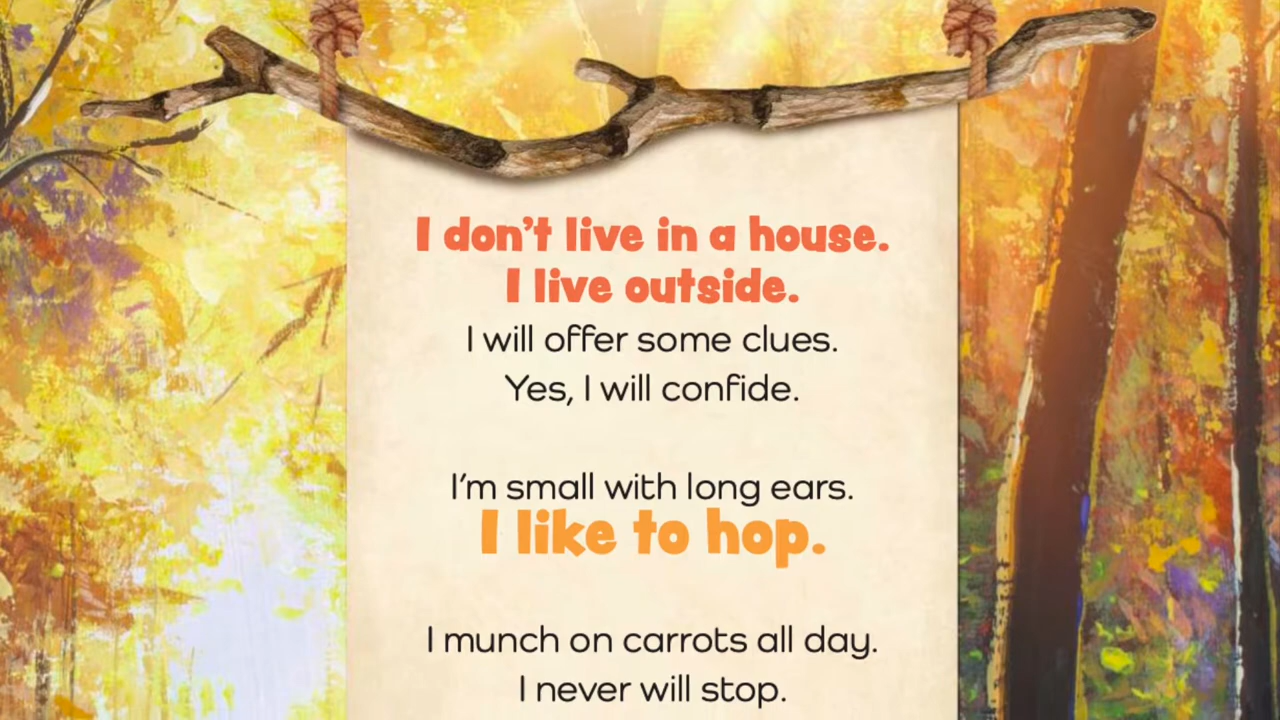 I don't live in a house.
I live outside.
I will offer some clues.
Yes, I will confide.
I'm small with long ears.
I like to hop.
I munch on carrots all day.
I never will stop.